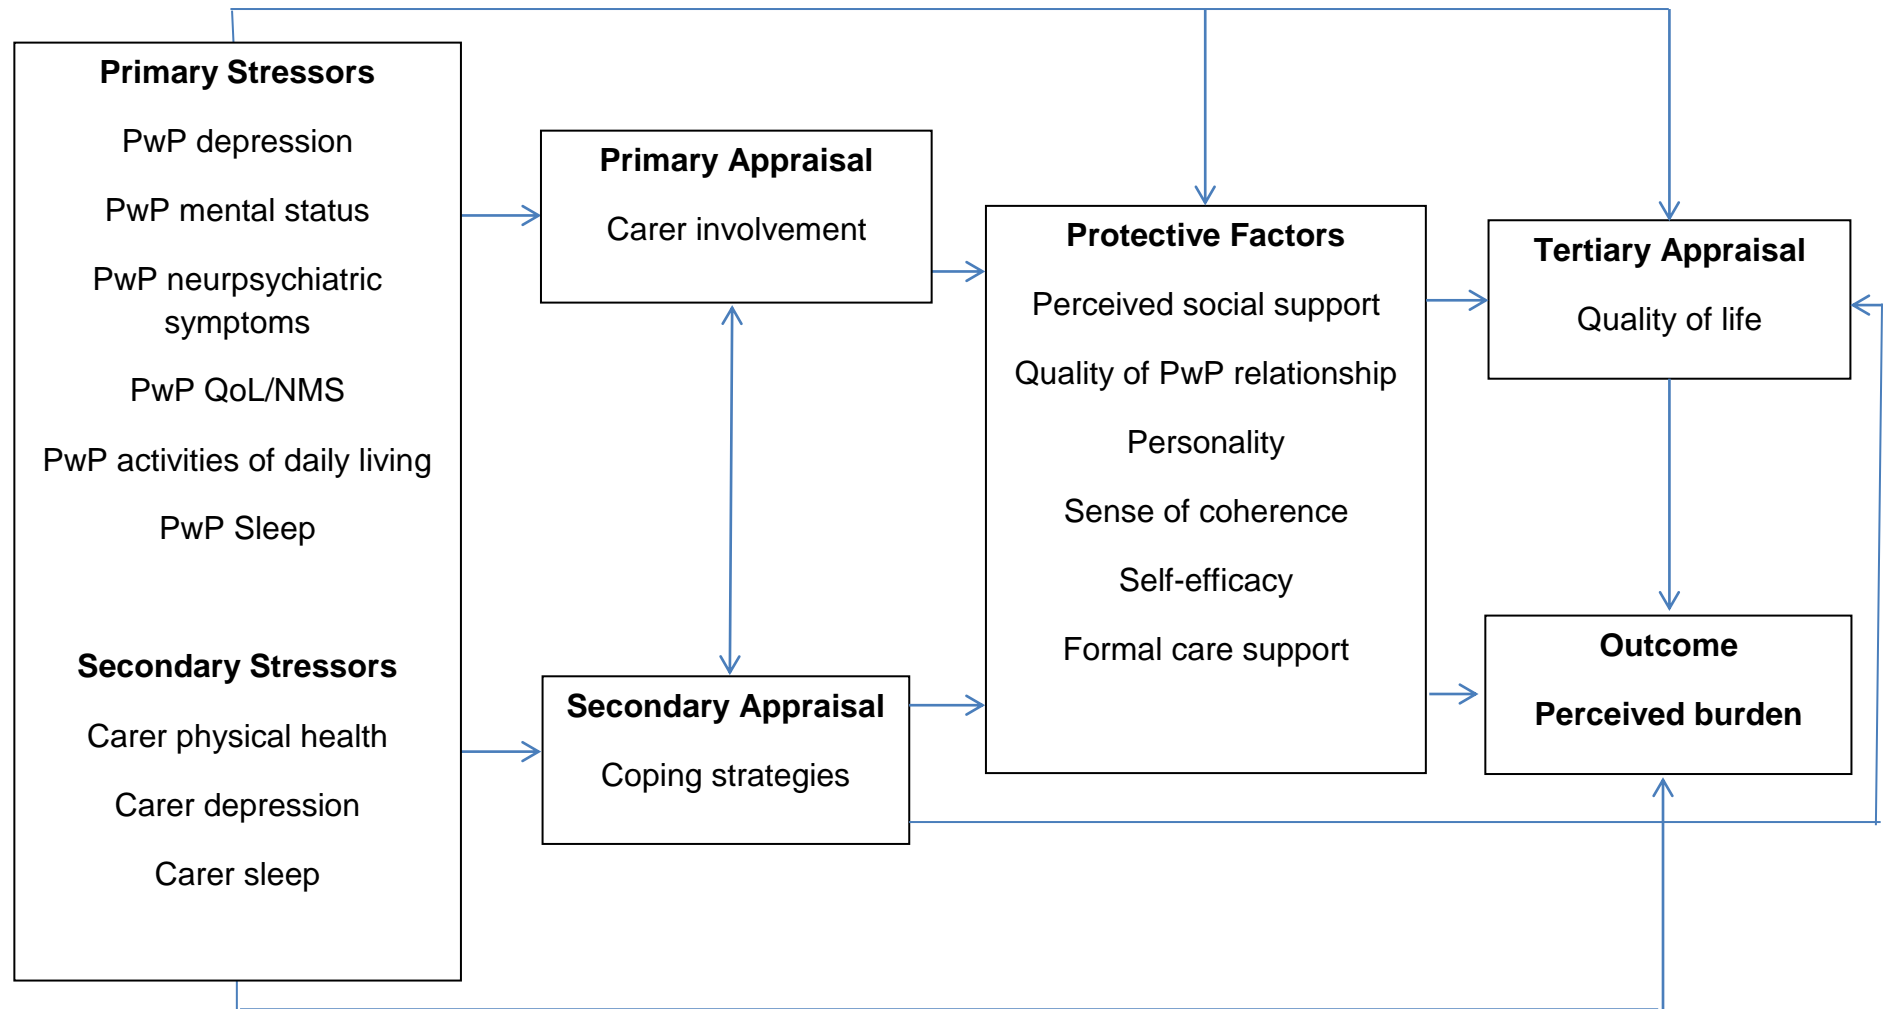 Primary Stressors
PwP depression
PwP mental status
PwP neurpsychiatric
symptoms
PwP QoL/NMS
PwP activities of daily living
PwP Sleep
Secondary Stressors
Carer physical health
Carer depression
Carer sleep
Primary Appraisal
Carer involvement
Secondary Appraisal
Coping strategies
Protective Factors
Perceived social support
Quality of PwP relationship
Personality
Sense of coherence
Self-efficacy
Formal care support
Tertiary Appraisal
Quality of life
Outcome
Perceived burden